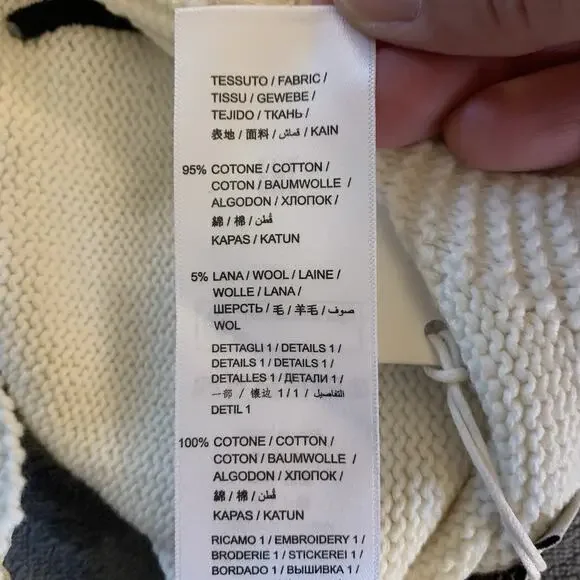 TESSUTO / FABRIC /
TISSU / GEWEBE /
TEJIDO / ТКАНЬ /
表地 / 面料 / قماش / KAIN
95% COTONE / COTTON /
COTON / BAUMWOLLE /
ALGODON / ХЛОПОК /
綿 / 棉 / قُطن
KAPAS / KATUN
5% LANA / WOOL / LAINE /
WOLLE / LANA /
ШЕРСТЬ / 毛 / 羊毛 / صوف /
WOL
DETTAGLI 1 / DETAILS 1 /
DETAILS 1 / DETAILS 1 /
DETALLES 1 / ДЕТАЛИ 1 /
一部 / 镶边 1 / 1 / التفاصيل /
DETIL 1
100% COTONE / COTTON /
COTON / BAUMWOLLE /
ALGODON / ХЛОПОК /
綿 / 棉 / قُطن
KAPAS / KATUN
RICAMO 1 / EMBROIDERY 1 /
BRODERIE 1 / STICKEREI 1 /
BORDADO 1 / ВЫШИВКА 1 /